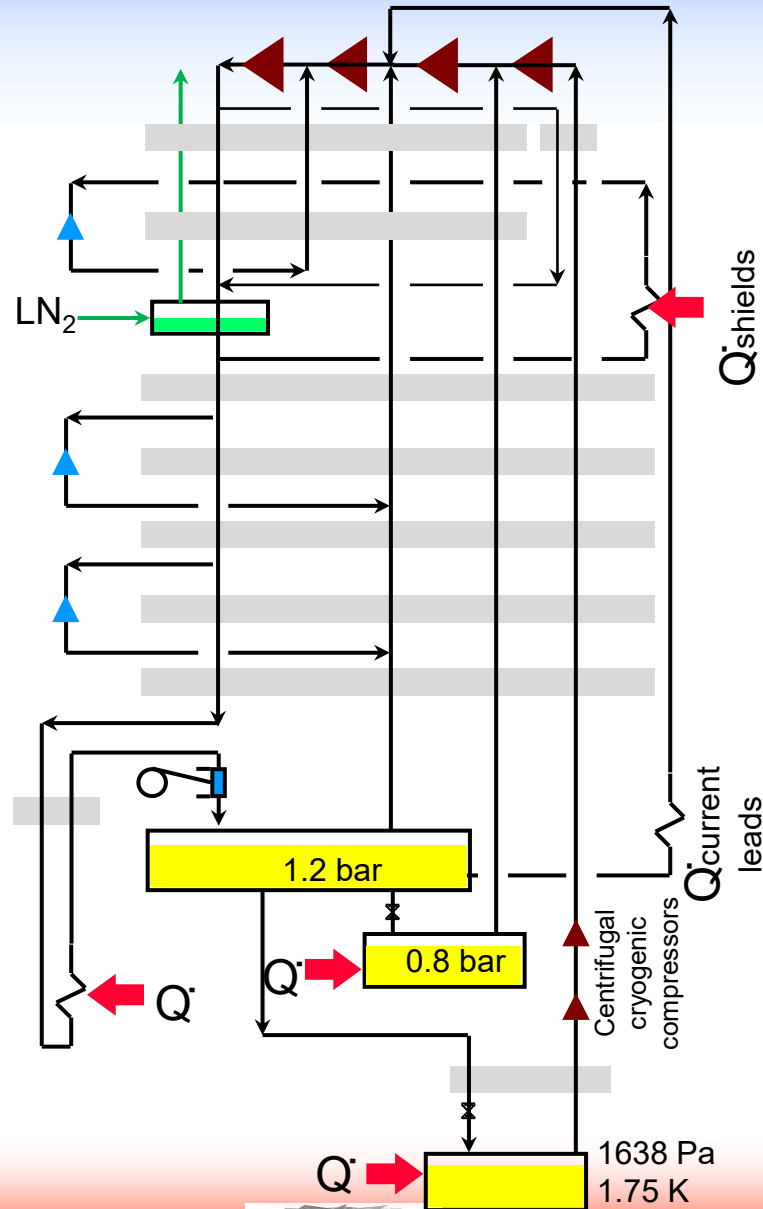 LN₂
Q̇shields
1.2 bar
Q̇current
leads
0.8 bar
Q̇
Centrifugal
cryogenic
compressors
Q̇
1638 Pa
Q̇
1.75 K